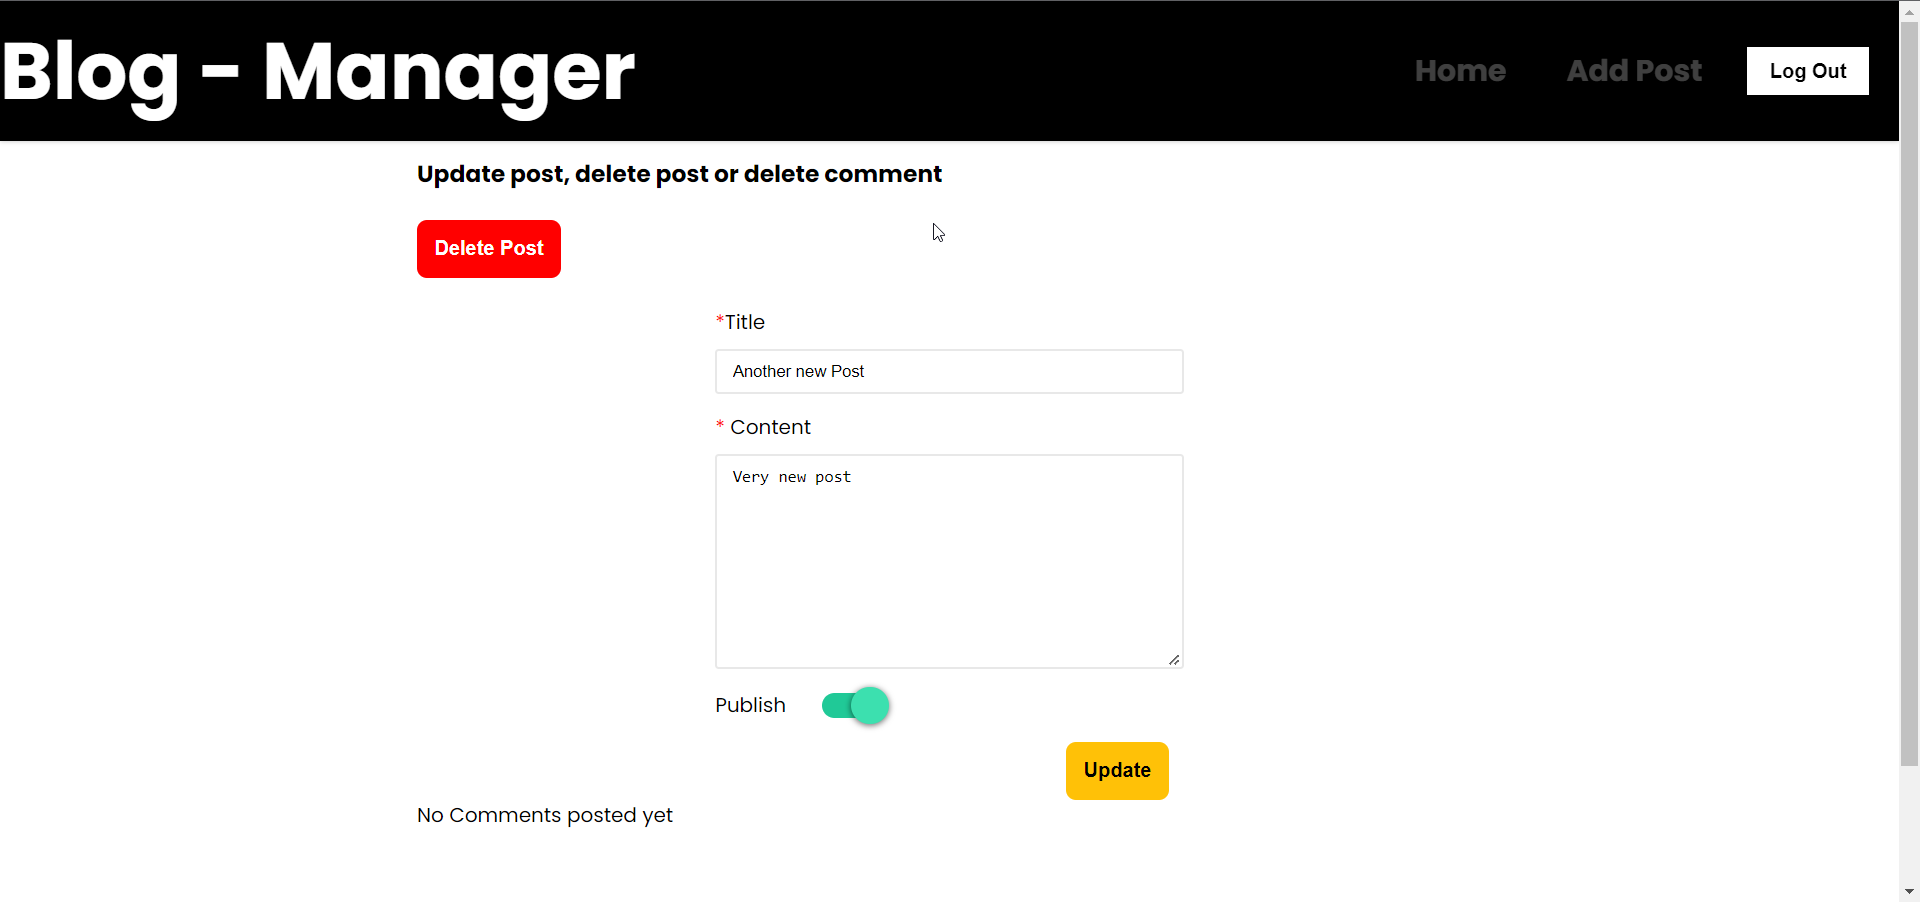 Blog - Manager
Home
Add Post
Log Out
Update post, delete post or delete comment
Delete Post
*Title
Another new Post
* Content
Very new post
Publish
Update
No Comments posted yet